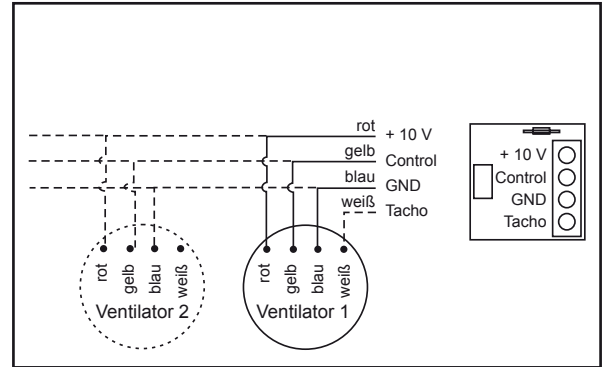 rot + 10 V
gelb Control
blau GND
weiß Tacho
+ 10 V
Control
GND
Tacho
rot gelb blau weiß
Ventilator 2
rot gelb blau weiß
Ventilator 1